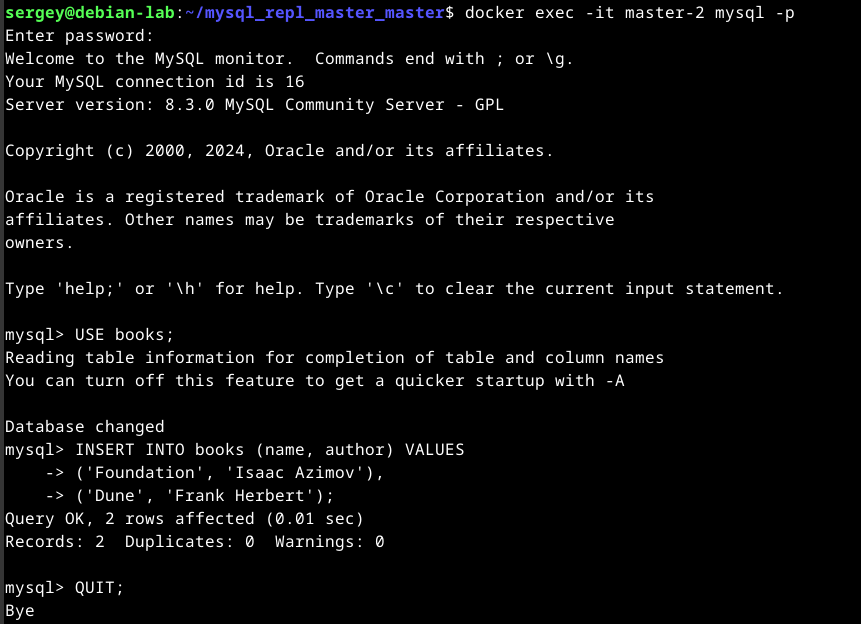 sergey@debian-lab:~/mysql_repl_master_master$ docker exec -it master-2 mysql -p
Enter password:
Welcome to the MySQL monitor.  Commands end with ; or \g.
Your MySQL connection id is 16
Server version: 8.3.0 MySQL Community Server - GPL

Copyright (c) 2000, 2024, Oracle and/or its affiliates.

Oracle is a registered trademark of Oracle Corporation and/or its
affiliates. Other names may be trademarks of their respective
owners.

Type 'help;' or '\h' for help. Type '\c' to clear the current input statement.

mysql> USE books;
Reading table information for completion of table and column names
You can turn off this feature to get a quicker startup with -A

Database changed
mysql> INSERT INTO books (name, author) VALUES
    -> ('Foundation', 'Isaac Azimov'),
    -> ('Dune', 'Frank Herbert');
Query OK, 2 rows affected (0.01 sec)
Records: 2  Duplicates: 0  Warnings: 0

mysql> QUIT;
Bye